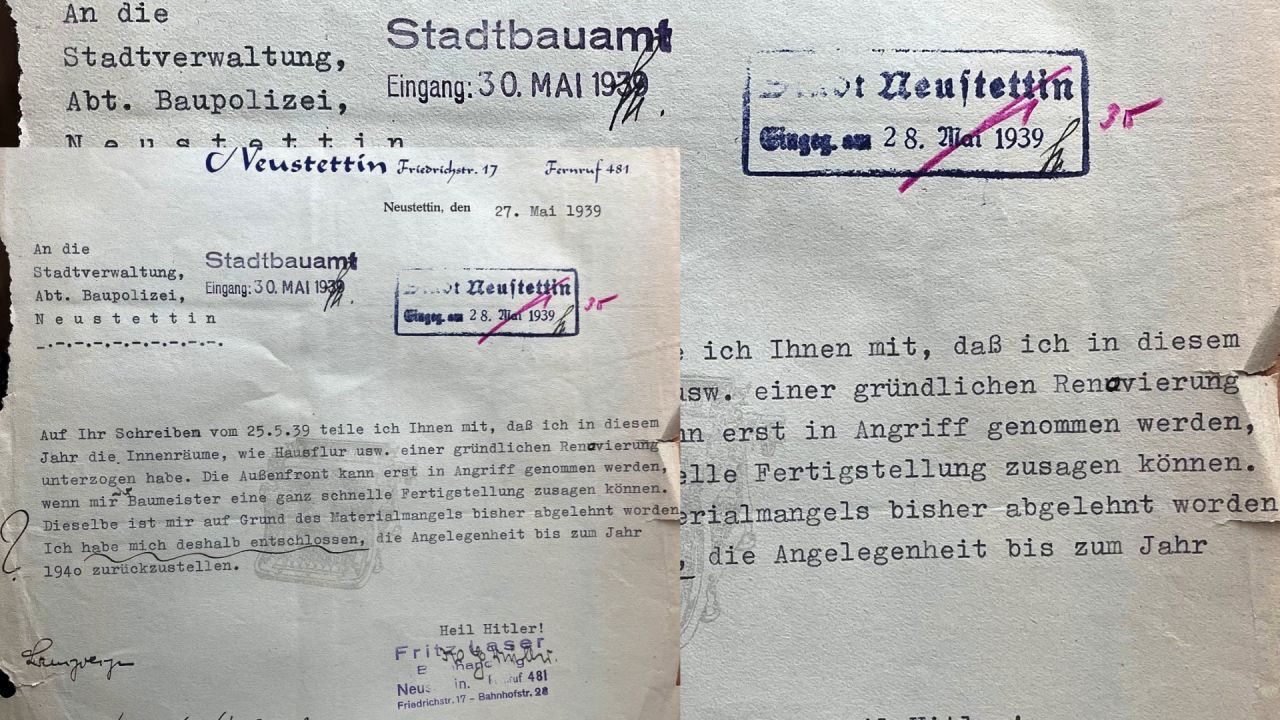 An die
Stadtverwaltung,
Abt. Baupolizei,
Neustettin
Stadtbauamt
Eingang: 30. MAI 1939
Stadt Neustettin
Eingeg. am 28. Mai 1939
35
Neustettin Friedrichstr. 17 Fernruf 481
Neustettin, den 27. Mai 1939
An die
Stadtverwaltung,
Abt. Baupolizei,
Neustettin
Stadtbauamt
Eingang: 30. MAI 1939
Stadt Neustettin
Eingeg. am 28. Mai 1939
35
Auf Ihr Schreiben vom 25.5.39 teile ich Ihnen mit, daß ich in diesem
Jahr die Innenräume, wie Hausflur usw. einer gründlichen Renovierung
unterzogen habe. Die Außenfront kann erst in Angriff genommen werden,
wenn mir Baumeister eine ganz schnelle Fertigstellung zusagen können.
Dieselbe ist mir auf Grund des Materialmangels bisher abgelehnt worden
Ich habe mich deshalb entschlossen, die Angelegenheit bis zum Jahr
1940 zurückzustellen.
?
Heil Hitler!
Fritz Laser
Friedrichstr. 17 - Bahnhofstr. 28
ich Ihnen mit, daß ich in diesem
usw. einer gründlichen Renovierung
nn erst in Angriff genommen werden,
elle Fertigstellung zusagen können.
erialmangels bisher abgelehnt worden
, die Angelegenheit bis zum Jahr